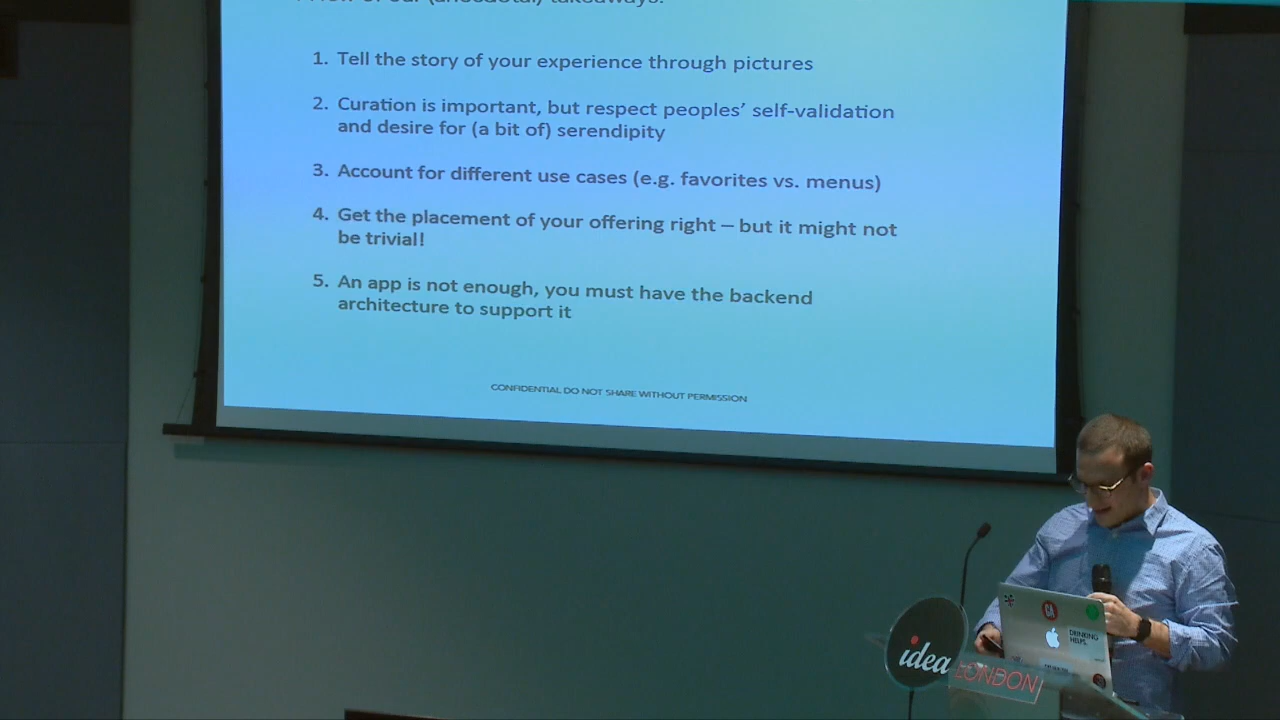 (anecdotal) takeaways:
1. Tell the story of your experience through pictures
2. Curation is important, but respect peoples’ self-validation
and desire for (a bit of) serendipity
3. Account for different use cases (e.g. favorites vs. menus)
4. Get the placement of your offering right – but it might not
be trivial!
5. An app is not enough, you must have the backend
architecture to support it
CONFIDENTIAL DO NOT SHARE WITHOUT PERMISSION
DRINKING
HELPS.
idea
LONDON